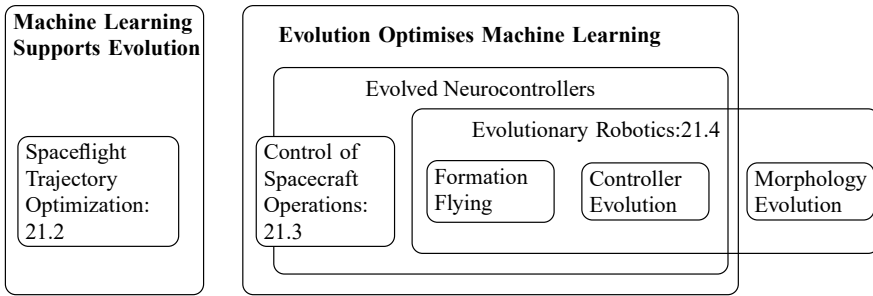 Machine Learning
Supports Evolution
Spaceflight
Trajectory
Optimization:
21.2
Evolution Optimises Machine Learning
Evolved Neurocontrollers
Evolutionary Robotics:21.4
Control of
Spacecraft
Operations:
21.3
Formation
Flying
Controller
Evolution
Morphology
Evolution